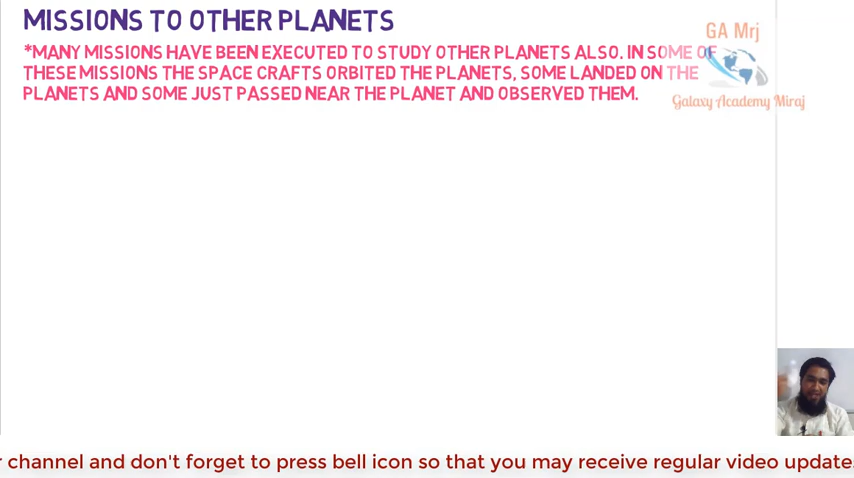 MISSIONS TO OTHER PLANETS
*MANY MISSIONS HAVE BEEN EXECUTED TO STUDY OTHER PLANETS ALSO. IN SOME OF
THESE MISSIONS THE SPACE CRAFTS ORBITED THE PLANETS, SOME LANDED ON THE
PLANETS AND SOME JUST PASSED NEAR THE PLANET AND OBSERVED THEM.
GA Mrj
Galaxy Academy Miraj
channel and don't forget to press bell icon so that you may receive regular video update